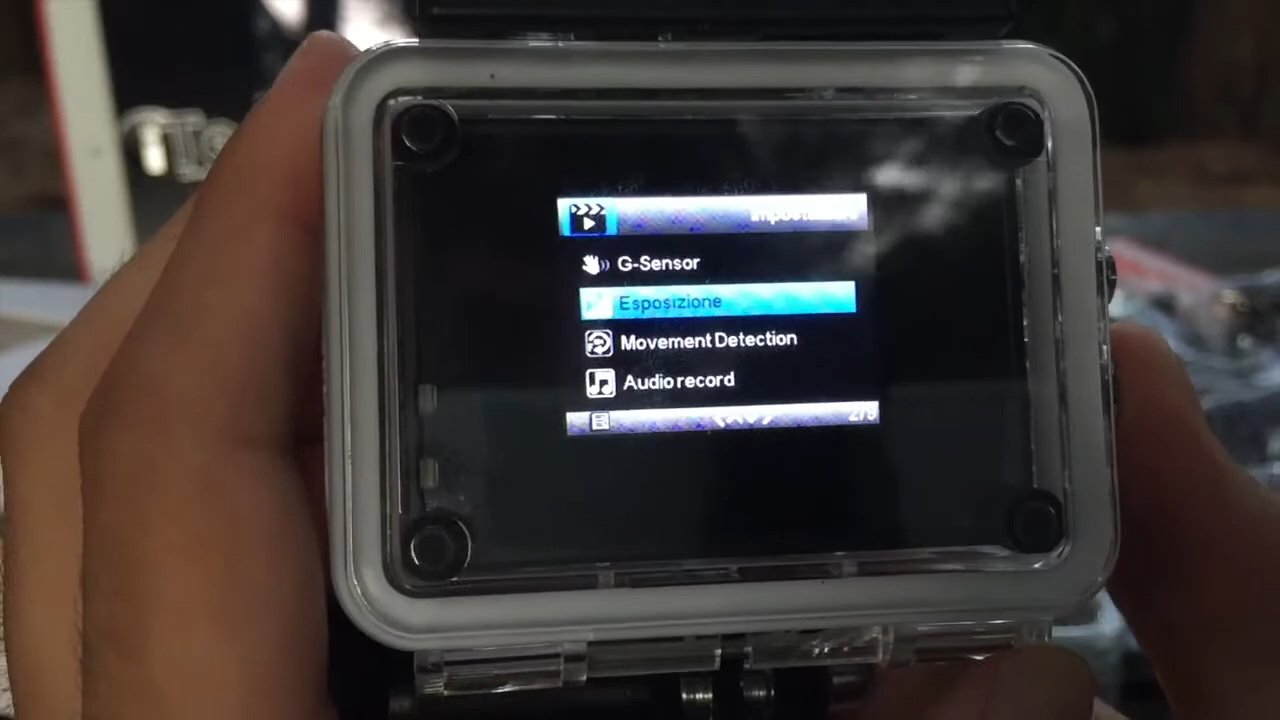 G-Sensor
Esposizione
Movement Detection
Audio record